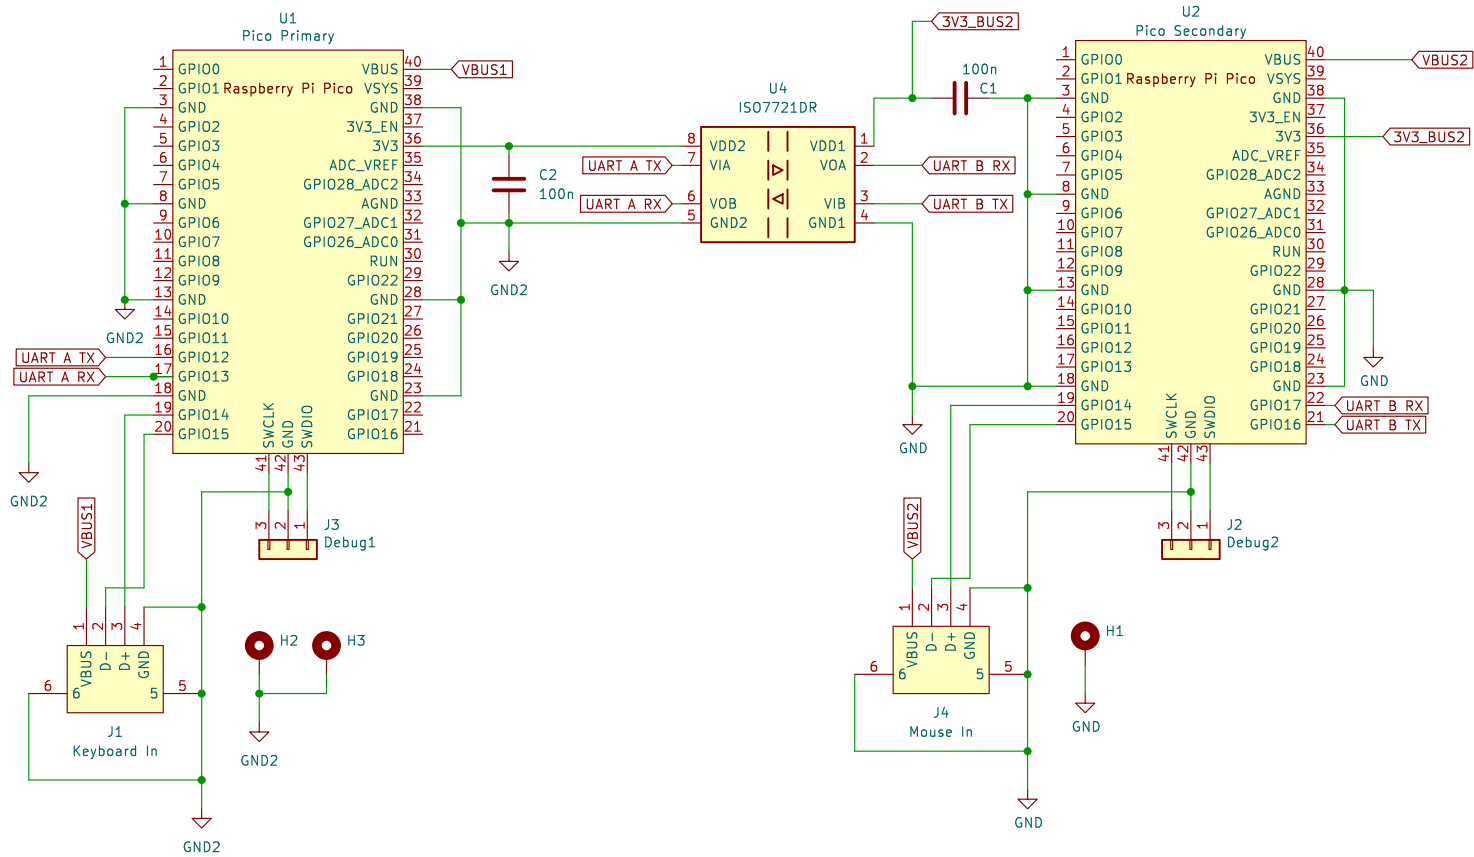 U1
Pico Primary
Raspberry Pi Pico
1 GPIO0
2 GPIO1
3 GND
4 GPIO2
5 GPIO3
6 GPIO4
7 GPIO5
8 GND
9 GPIO6
10 GPIO7
11 GPIO8
12 GPIO9
13 GND
14 GPIO10
15 GPIO11
16 GPIO12
17 GPIO13
18 GND
19 GPIO14
20 GPIO15
VBUS 40
VSYS 39
GND 38
3V3_EN 37
3V3 36
ADC_VREF 35
GPIO28_ADC2 34
AGND 33
GPIO27_ADC1 32
GPIO26_ADC0 31
RUN 30
GPIO22 29
GND 28
GPIO21 27
GPIO20 26
GPIO19 25
GPIO18 24
GND 23
GPIO17 22
GPIO16 21
SWCLK 41
GND 42
SWDIO 43
VBUS1
GND2
UART A TX
UART A RX
GND2
3 2 1
J3
Debug1
VBUS1
1 VBUS
2 D-
3 D+
4 GND
6 6
5 5
J1
Keyboard In
GND2
H2
H3
GND2
C2
100n
GND2
U4
ISO7721DR
8 VDD2
7 VIA
6 VOB
5 GND2
VDD1 1
VOA 2
VIB 3
GND1 4
UART A TX
UART A RX
UART B RX
UART B TX
3V3_BUS2
100n
C1
GND
U2
Pico Secondary
Raspberry Pi Pico
1 GPIO0
2 GPIO1
3 GND
4 GPIO2
5 GPIO3
6 GPIO4
7 GPIO5
8 GND
9 GPIO6
10 GPIO7
11 GPIO8
12 GPIO9
13 GND
14 GPIO10
15 GPIO11
16 GPIO12
17 GPIO13
18 GND
19 GPIO14
20 GPIO15
VBUS 40
VSYS 39
GND 38
3V3_EN 37
3V3 36
ADC_VREF 35
GPIO28_ADC2 34
AGND 33
GPIO27_ADC1 32
GPIO26_ADC0 31
RUN 30
GPIO22 29
GND 28
GPIO21 27
GPIO20 26
GPIO19 25
GPIO18 24
GND 23
GPIO17 22
GPIO16 21
SWCLK 41
GND 42
SWDIO 43
VBUS2
3V3_BUS2
GND
UART B RX
UART B TX
3 2 1
J2
Debug2
VBUS2
1 VBUS
2 D-
3 D+
4 GND
6 6
5 5
J4
Mouse In
GND
H1
GND